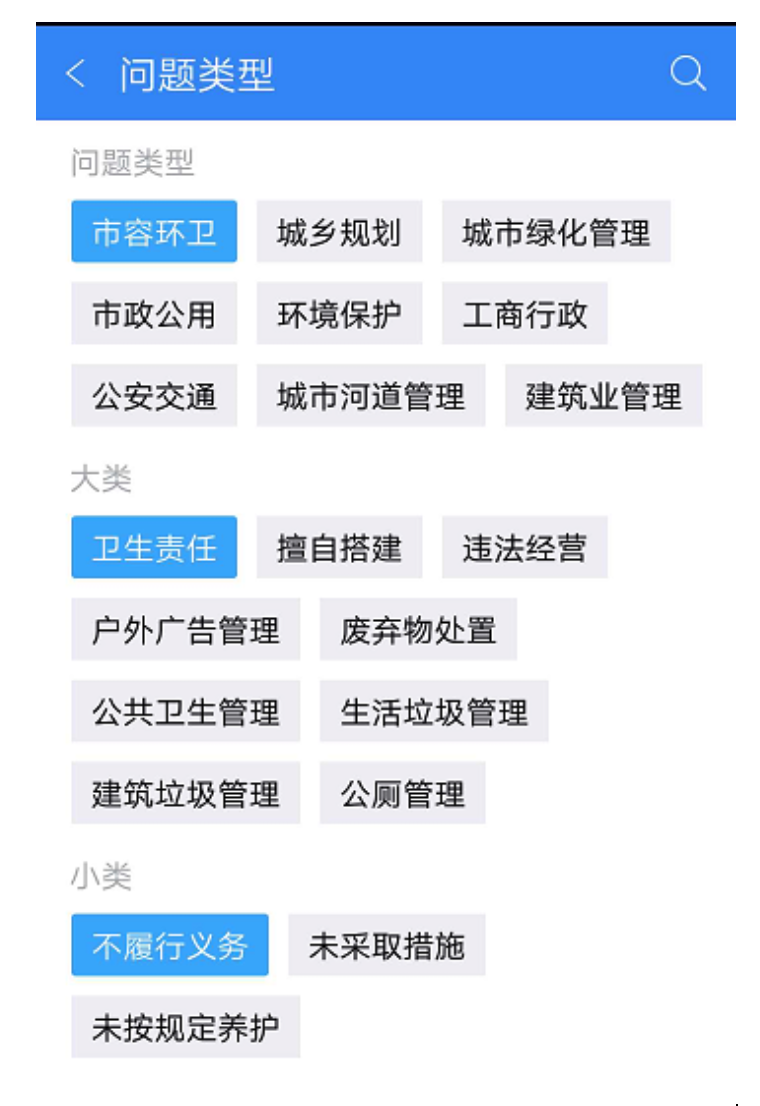 问题类型
问题类型
市容环卫 城乡规划 城市绿化管理
市政公用 环境保护 工商行政
公安交通 城市河道管理 建筑业管理
大类
卫生责任 擅自搭建 违法经营
户外广告管理 废弃物处置
公共卫生管理 生活垃圾管理
建筑垃圾管理 公厕管理
小类
不履行义务 未采取措施
未按规定养护